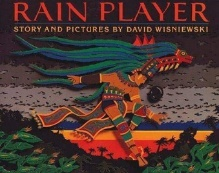 RAIN PLAYER
STORY AND PICTURES BY DAVID WISNIEWSKI